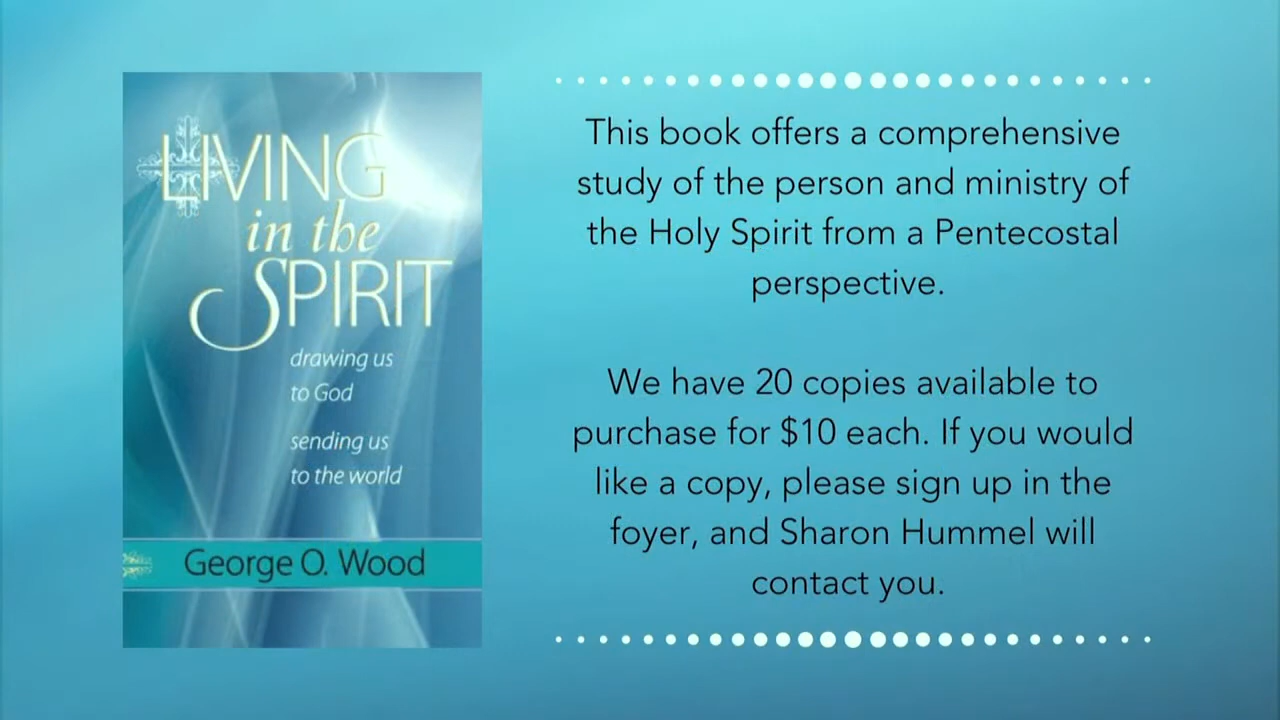 LIVING
in the
SPIRIT
drawing us
to God
sending us
to the world
George O. Wood
This book offers a comprehensive
study of the person and ministry of
the Holy Spirit from a Pentecostal
perspective.
We have 20 copies available to
purchase for $10 each. If you would
like a copy, please sign up in the
foyer, and Sharon Hummel will
contact you.